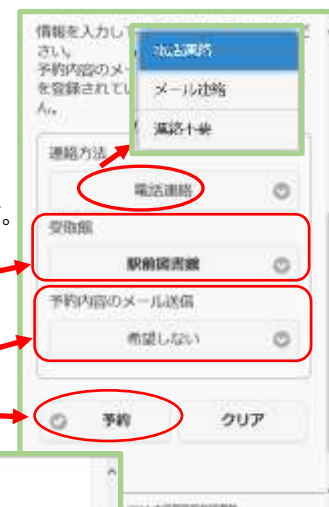 情報を入力し
さい。
予約内容のメー
を登録されてい
ん。
電話連絡
メール連絡
連絡不要
連絡方法
電話連絡
。
受取館
駅前図書館
予約内容のメール送信
希望しない
予約
クリア